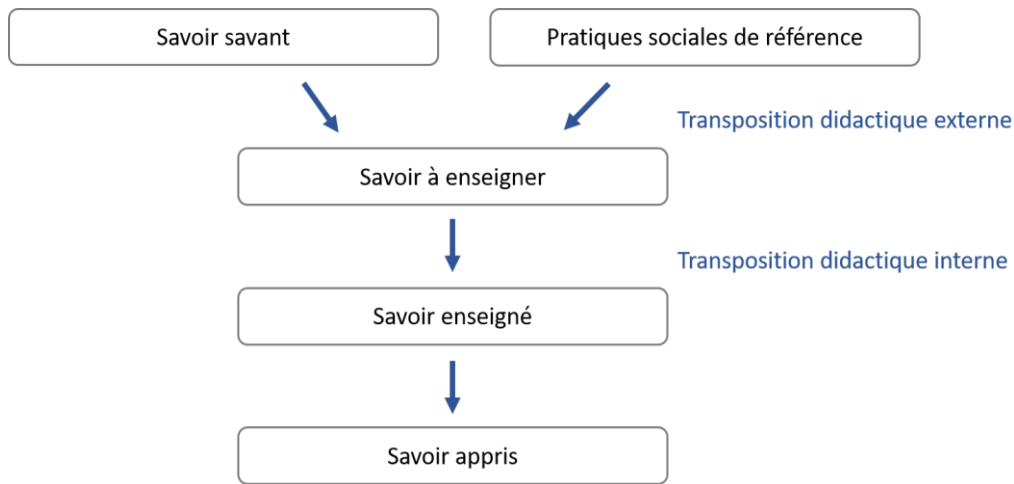 Savoir savant
Pratiques sociales de référence
Transposition didactique externe
Savoir à enseigner
Transposition didactique interne
Savoir enseigné
Savoir appris